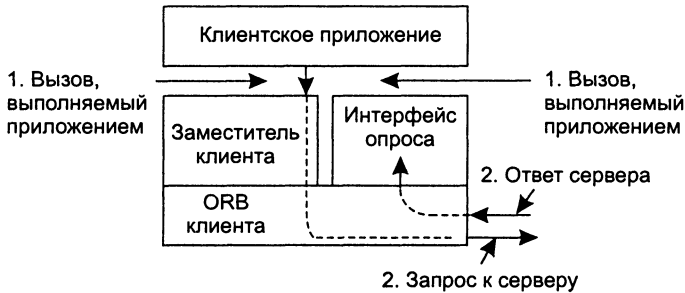 Клиентское приложение
1. Вызов,
выполняемый
приложением
1. Вызов,
выполняемый
приложением
Заместитель
клиента
Интерфейс
опроса
2. Ответ сервера
ORB
клиента
2. Запрос к серверу